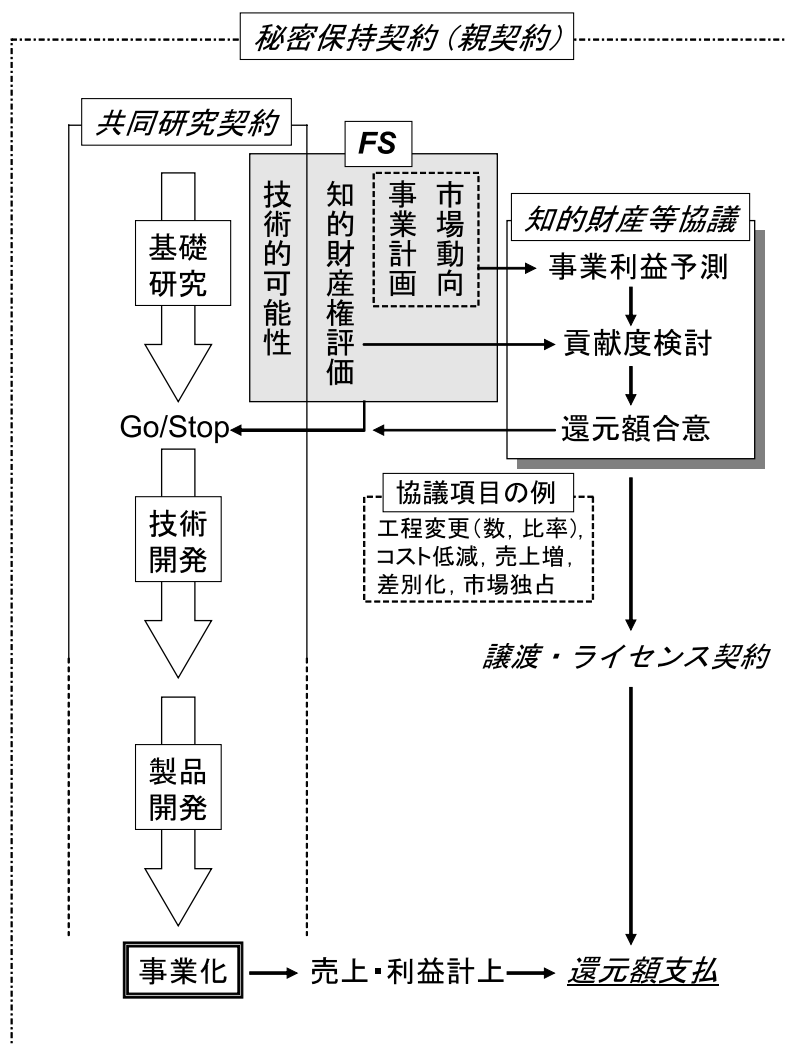 秘密保持契約（親契約）
共同研究契約
FS
技術的可能性
知的財産権評価
事業計画
市場動向
知的財産等協議
事業利益予測
貢献度検討
還元額合意
基礎
研究
Go/Stop
協議項目の例
工程変更（数，比率），
コスト低減，売上増，
差別化，市場独占
技術
開発
譲渡・ライセンス契約
製品
開発
事業化
売上・利益計上
還元額支払